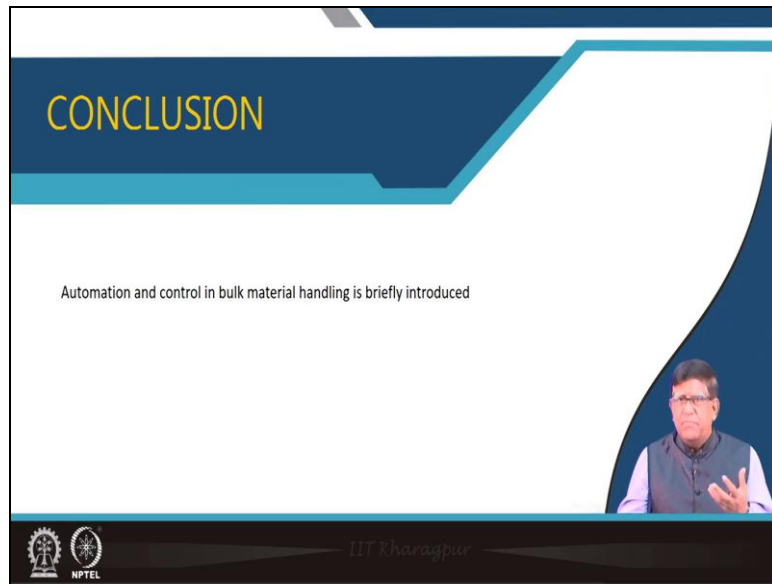 CONCLUSION
Automation and control in bulk material handling is briefly introduced
IIT Kharagpur
NPTEL